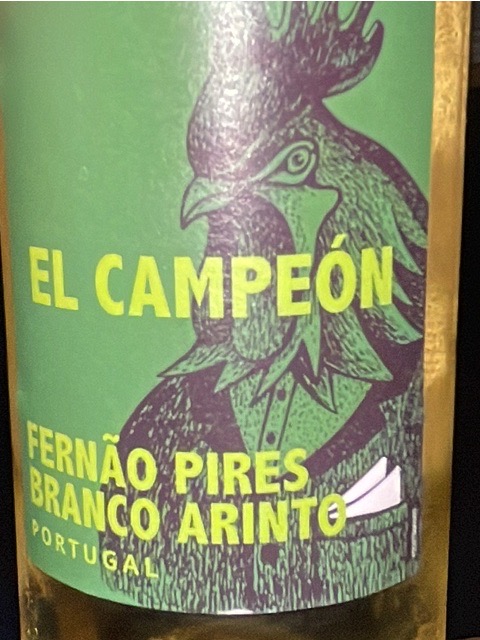 EL CAMPEÓN
FERNÃO PIRES
BRANCO ARINTO
PORTUGAL